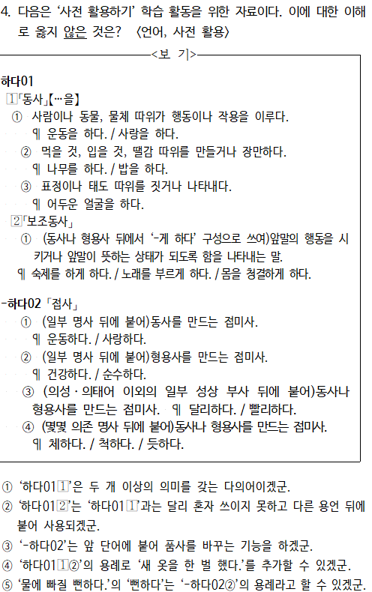 4. 다음은 ‘사전 활용하기’ 학습 활동을 위한 자료이다. 이에 대한 이해
로 옳지 않은 것은? <언어, 사전 활용>
<보 기>
하다01
1「동사」【…을】
① 사람이나 동물, 물체 따위가 행동이나 작용을 이루다.
¶ 운동을 하다. / 사랑을 하다.
② 먹을 것, 입을 것, 땔감 따위를 만들거나 장만하다.
¶ 나무를 하다. / 밥을 하다.
③ 표정이나 태도 따위를 짓거나 나타내다.
¶ 어두운 얼굴을 하다.
2「보조동사」
① (동사나 형용사 뒤에서 ‘-게 하다’ 구성으로 쓰여)앞말의 행동을 시
키거나 앞말이 뜻하는 상태가 되도록 함을 나타내는 말.
¶ 숙제를 하게 하다. / 노래를 부르게 하다. / 몸을 청결하게 하다.
-하다02 「접사」
① (일부 명사 뒤에 붙어)동사를 만드는 접미사.
¶ 운동하다. / 사랑하다.
② (일부 명사 뒤에 붙어)형용사를 만드는 접미사.
¶ 건강하다. / 순수하다.
③ (의성·의태어 이외의 일부 성상 부사 뒤에 붙어)동사나
형용사를 만드는 접미사. ¶ 달리하다. / 빨리하다.
④ (몇몇 의존 명사 뒤에 붙어)동사나 형용사를 만드는 접미사.
¶ 체하다. / 척하다. / 듯하다.
① ‘하다01 1’은 두 개 이상의 의미를 갖는 다의어이겠군.
② ‘하다01 2’는 ‘하다01 1’과는 달리 혼자 쓰이지 못하고 다른 용언 뒤에
붙어 사용되겠군.
③ ‘-하다02’는 앞 단어에 붙어 품사를 바꾸는 기능을 하겠군.
④ ‘하다01 1②’의 용례로 ‘새 옷을 한 벌 했다.’를 추가할 수 있겠군.
⑤ ‘물에 빠질 뻔하다.’의 ‘뻔하다’는 ‘-하다02②’의 용례라고 할 수 있겠군.